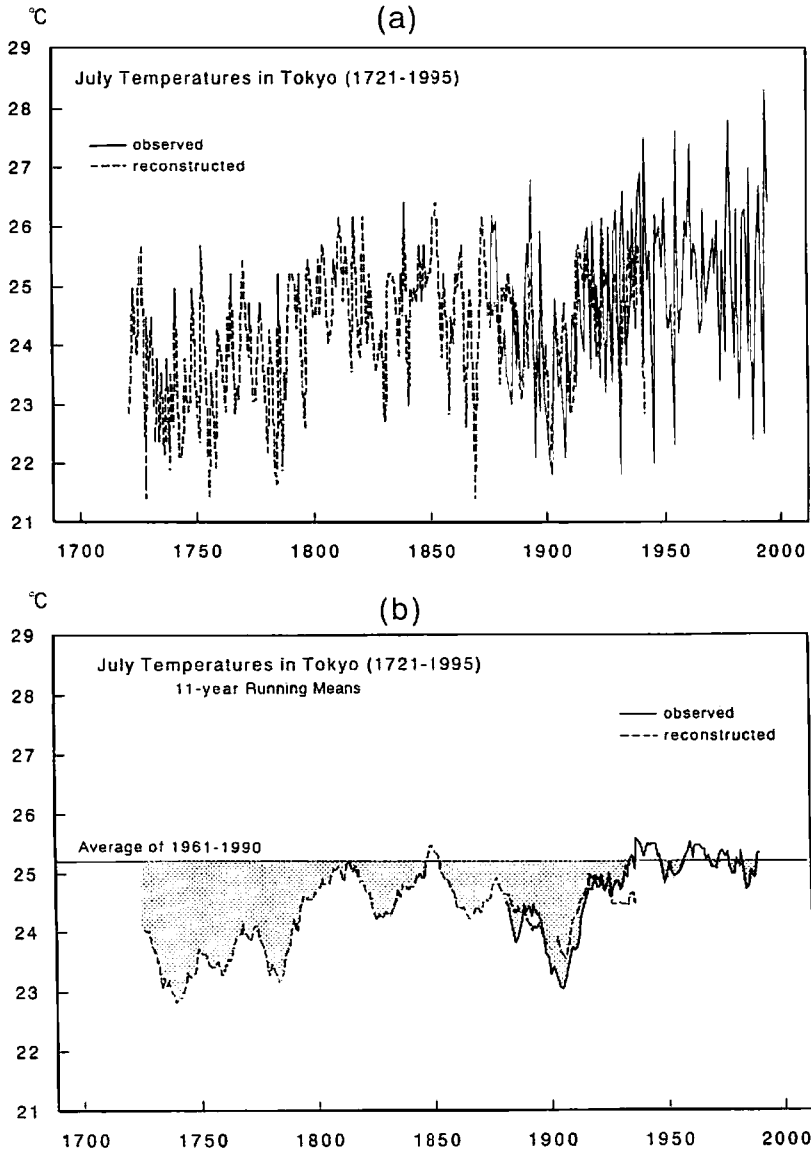 (a)
°C
29
28
27
26
25
24
23
22
21
July Temperatures in Tokyo (1721-1995)
observed
reconstructed
1700 1750 1800 1850 1900 1950 2000
(b)
°C
29
28
27
26
25
24
23
22
21
July Temperatures in Tokyo (1721-1995)
11-year Running Means
observed
reconstructed
Average of 1961-1990
1700 1750 1800 1850 1900 1950 2000